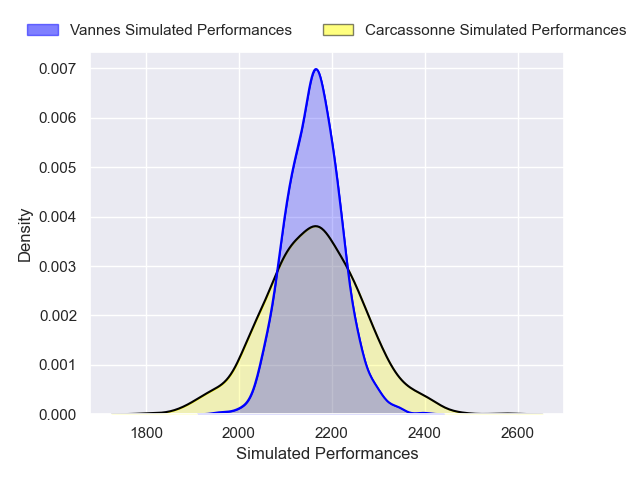 Vannes Simulated Performances Carcassonne Simulated Performances
0.007
0.006
0.005
0.004
0.003
0.002
0.001
0.000
Density
1800 2000 2200 2400 2600
Simulated Performances